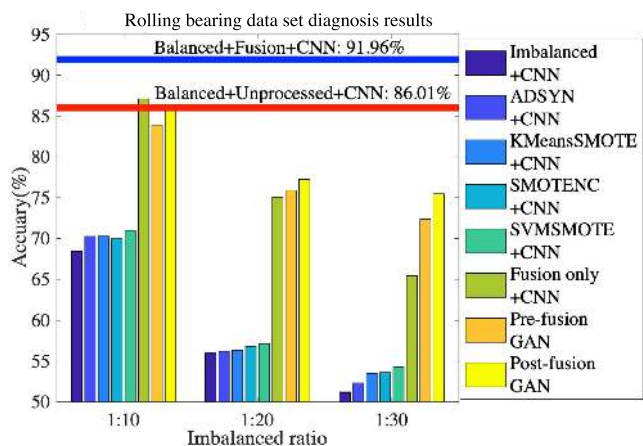 Rolling bearing data set diagnosis results
Balanced+Fusion+CNN: 91.96%
Balanced+Unprocessed+CNN: 86.01%
95
90
85
80
75
70
65
60
55
50
Accuary(%)
1:10
1:20
1:30
Imbalanced ratio
Imbalanced
+CNN
ADSYN
+CNN
KMeansSMOTE
+CNN
SMOTENC
+CNN
SVMSMOTE
+CNN
Fusion only
+CNN
Pre-fusion
GAN
Post-fusion
GAN